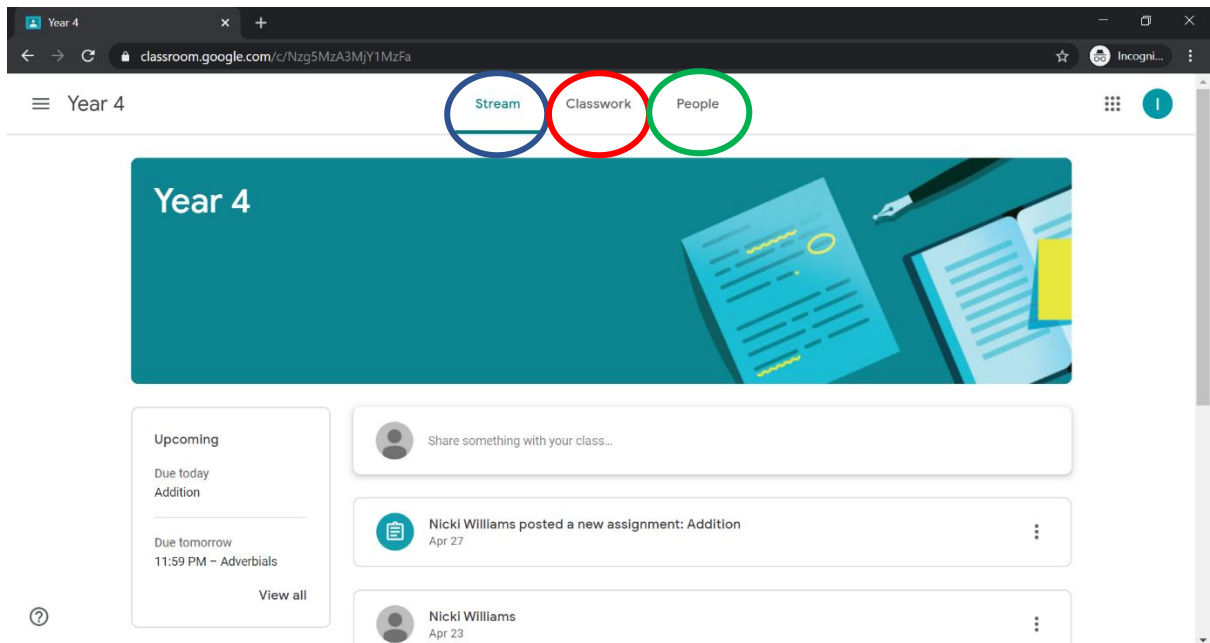 Year 4
classroom.google.com/c/Nzg5MzA3MjY1MzFa
Incogni...
Year 4
Stream Classwork People
I
Year 4
Upcoming
Due today
Addition
Due tomorrow
11:59 PM – Adverbials
View all
Share something with your class...
Nicki Williams posted a new assignment: Addition
Apr 27
Nicki Williams
Apr 23